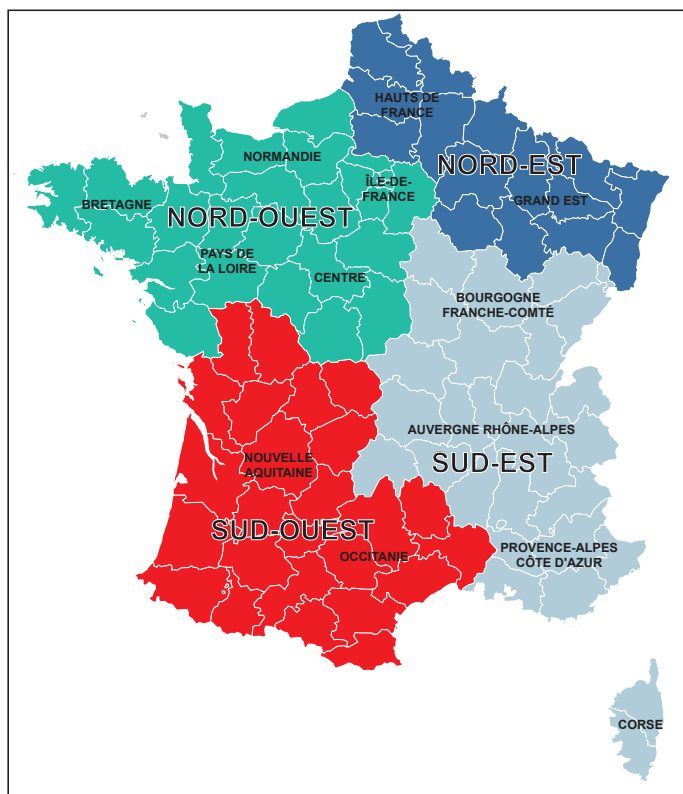 HAUTS DE
FRANCE
NORD-EST
NORMANDIE
ÎLE-DE-
FRANCE
GRAND EST
BRETAGNE
NORD-OUEST
PAYS DE
LA LOIRE
CENTRE
BOURGOGNE
FRANCHE-COMTÉ
AUVERGNE RHÔNE-ALPES
SUD-EST
NOUVELLE
AQUITAINE
SUD-OUEST
OCCITANIE
PROVENCE-ALPES
CÔTE D'AZUR
CORSE